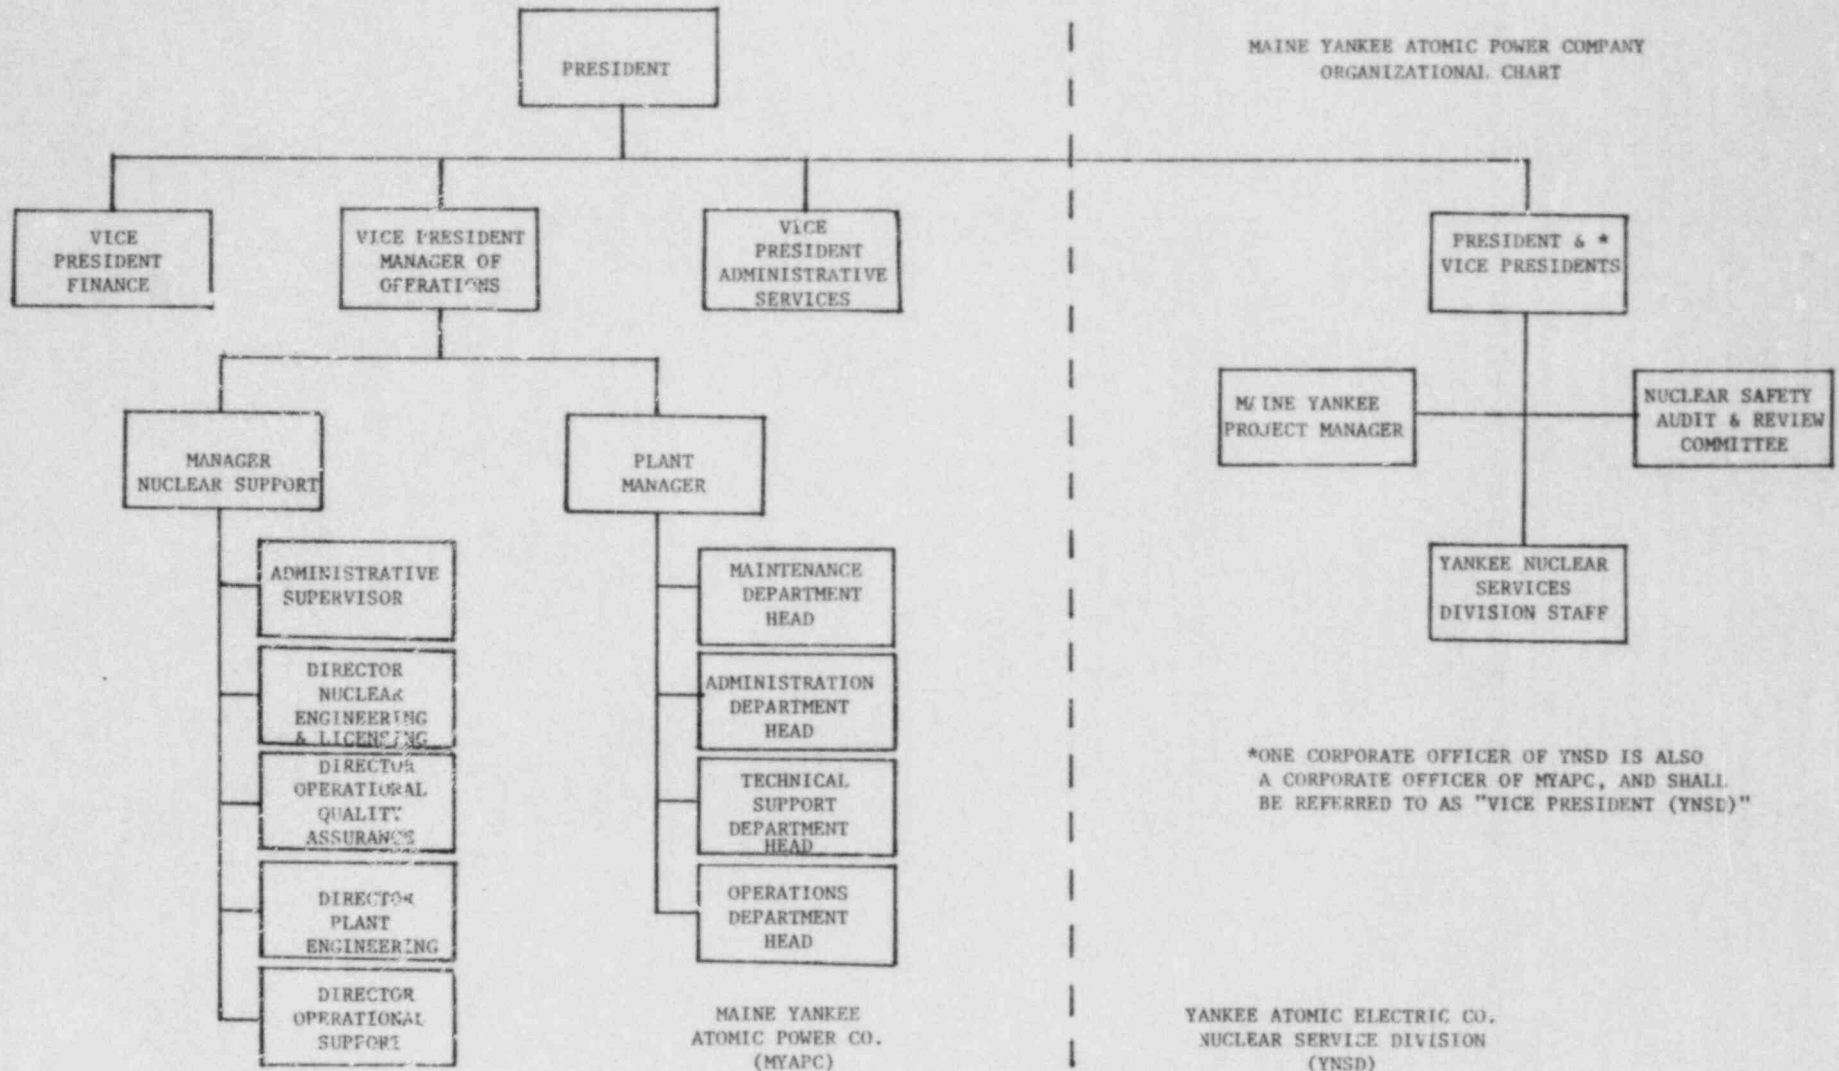 PRESIDENT
MAINE YANKEE ATOMIC POWER COMPANY
ORGANIZATIONAL CHART
VICE
PRESIDENT
FINANCE
VICE PRESIDENT
MANAGER OF
OPERATIONS
VICE
PRESIDENT
ADMINISTRATIVE
SERVICES
PRESIDENT & *
VICE PRESIDENTS
MAINE YANKEE
PROJECT MANAGER
NUCLEAR SAFETY
AUDIT & REVIEW
COMMITTEE
MANAGER
NUCLEAR SUPPORT
PLANT
MANAGER
YANKEE NUCLEAR
SERVICES
DIVISION STAFF
ADMINISTRATIVE
SUPERVISOR
DIRECTOR
NUCLEAR
ENGINEERING
& LICENSING
DIRECTOR
OPERATIONAL
QUALITY
ASSURANCE
DIRECTOR
PLANT
ENGINEERING
DIRECTOR
OPERATIONAL
SUPPORT
MAINTENANCE
DEPARTMENT
HEAD
ADMINISTRATION
DEPARTMENT
HEAD
TECHNICAL
SUPPORT
DEPARTMENT
HEAD
OPERATIONS
DEPARTMENT
HEAD
*ONE CORPORATE OFFICER OF YNSD IS ALSO
A CORPORATE OFFICER OF MYAPC, AND SHALL
BE REFERRED TO AS "VICE PRESIDENT (YNSD)"
MAINE YANKEE
ATOMIC POWER CO.
(MYAPC)
YANKEE ATOMIC ELECTRIC CO.
NUCLEAR SERVICE DIVISION
(YNSD)